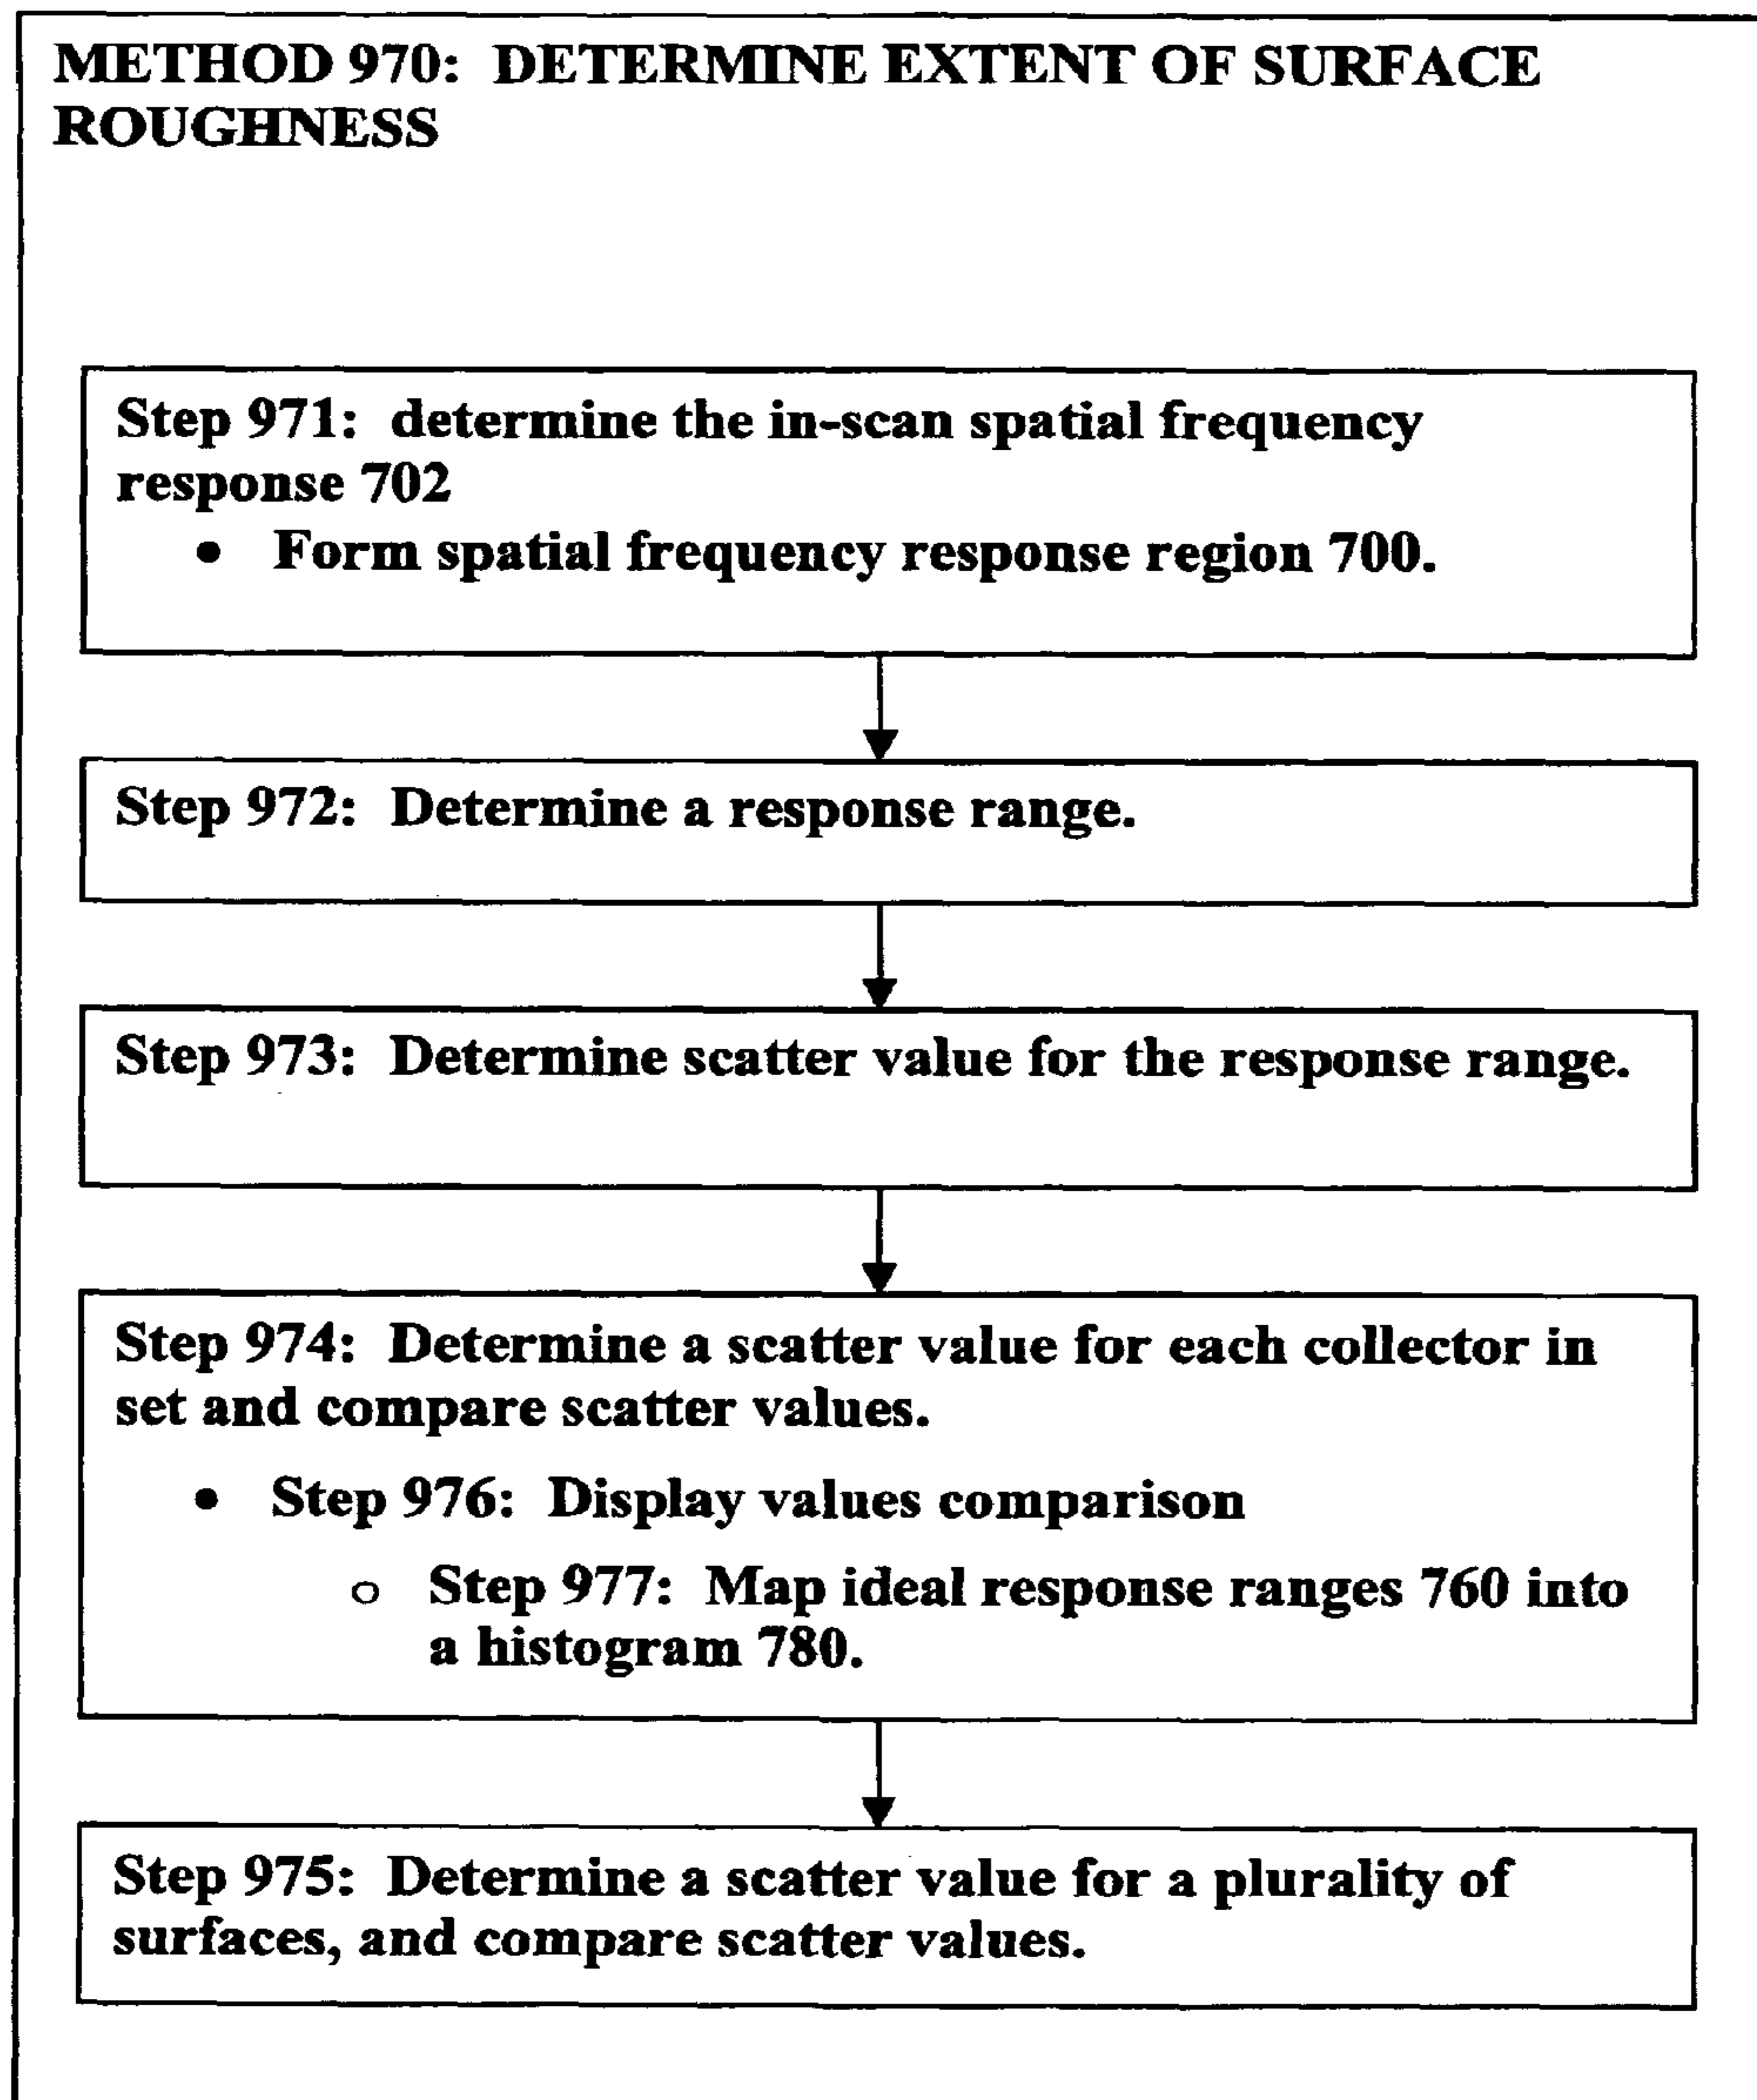 METHOD 970: DETERMINE EXTENT OF SURFACE
ROUGHNESS
Step 971: determine the in-scan spatial frequency
response 702
• Form spatial frequency response region 700.
Step 972: Determine a response range.
Step 973: Determine scatter value for the response range.
Step 974: Determine a scatter value for each collector in
set and compare scatter values.
• Step 976: Display values comparison
o Step 977: Map ideal response ranges 760 into
a histogram 780.
Step 975: Determine a scatter value for a plurality of
surfaces, and compare scatter values.